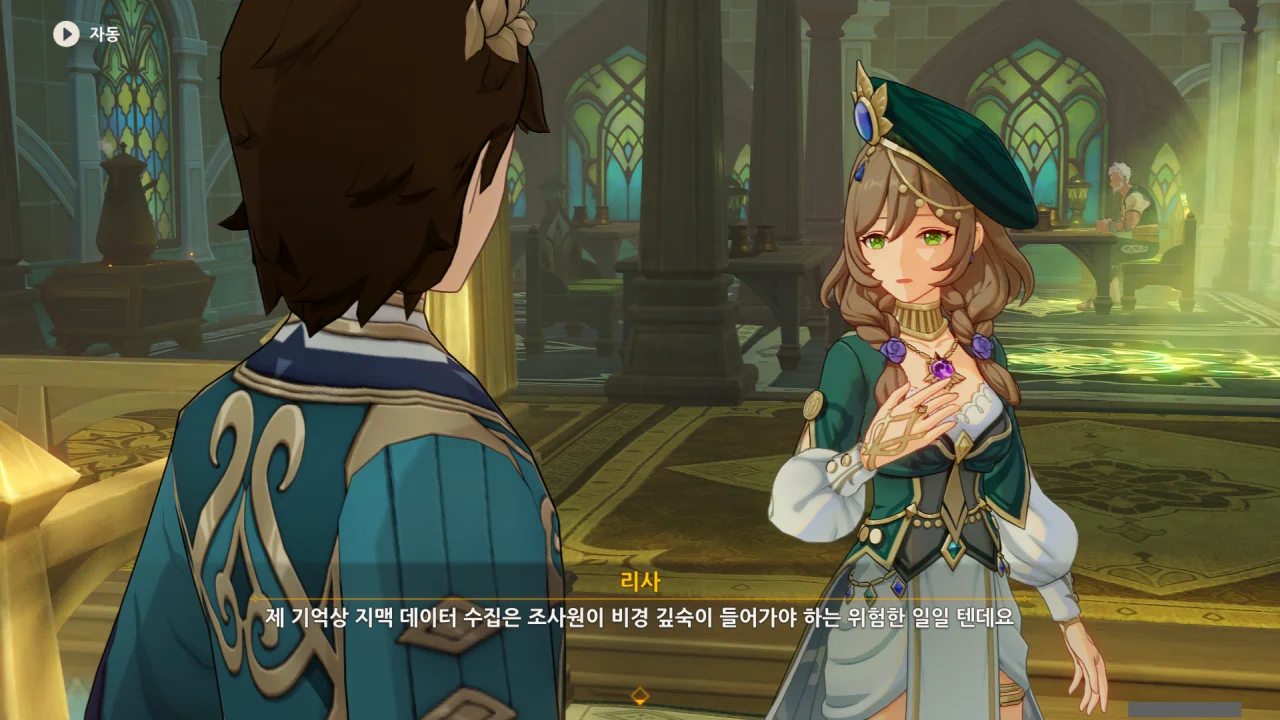 자동
리사
제 기억상 지맥 데이터 수집은 조사원이 비경 깊숙이 들어가야 하는 위험한 일일 텐데요